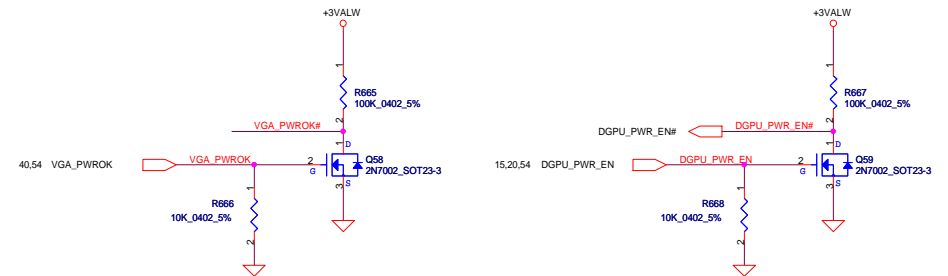 +3VALW
1
R665
100K_0402_5%
2
VGA_PWROK#
1
D
40,54 VGA_PWROK
VGA_PWROK
2
G
Q58
2N7002_SOT23-3
S
3
1
R666
10K_0402_5%
2
+3VALW
1
R667
100K_0402_5%
2
DGPU_PWR_EN#
DGPU_PWR_EN#
1
D
15,20,54 DGPU_PWR_EN
DGPU_PWR_EN
2
G
Q59
2N7002_SOT23-3
S
3
1
R668
10K_0402_5%
2